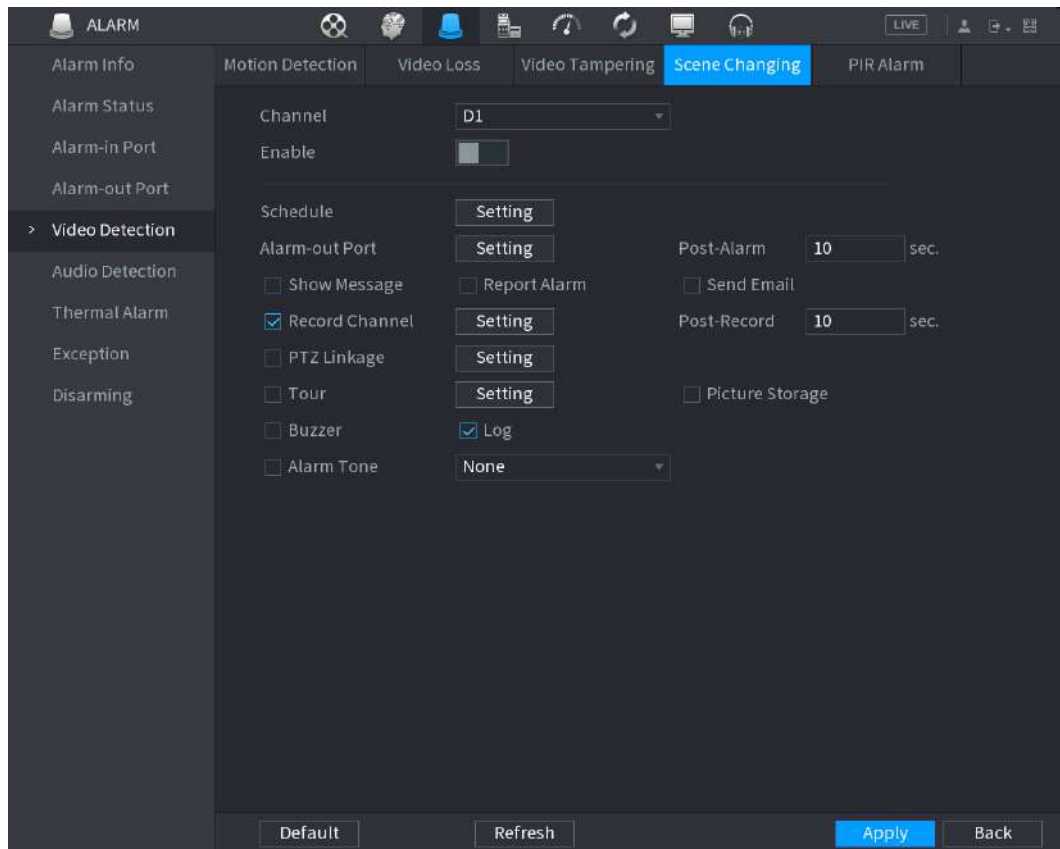 ALARM
LIVE
Alarm Info
Alarm Status
Alarm-in Port
Alarm-out Port
> Video Detection
Audio Detection
Thermal Alarm
Exception
Disarming
Motion Detection Video Loss Video Tampering Scene Changing PIR Alarm
Channel D1
Enable
Schedule Setting
Alarm-out Port Setting Post-Alarm 10 sec.
Show Message Report Alarm Send Email
Record Channel Setting Post-Record 10 sec.
PTZ Linkage Setting
Tour Setting Picture Storage
Buzzer Log
Alarm Tone None
Default Refresh Apply Back